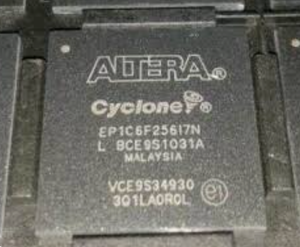 ALTERA®
Cyclone®
EP1C6F256I7N
L BCE9S1031A
MALAYSIA
VCE9S34930
3Q1LA0R0L
e1